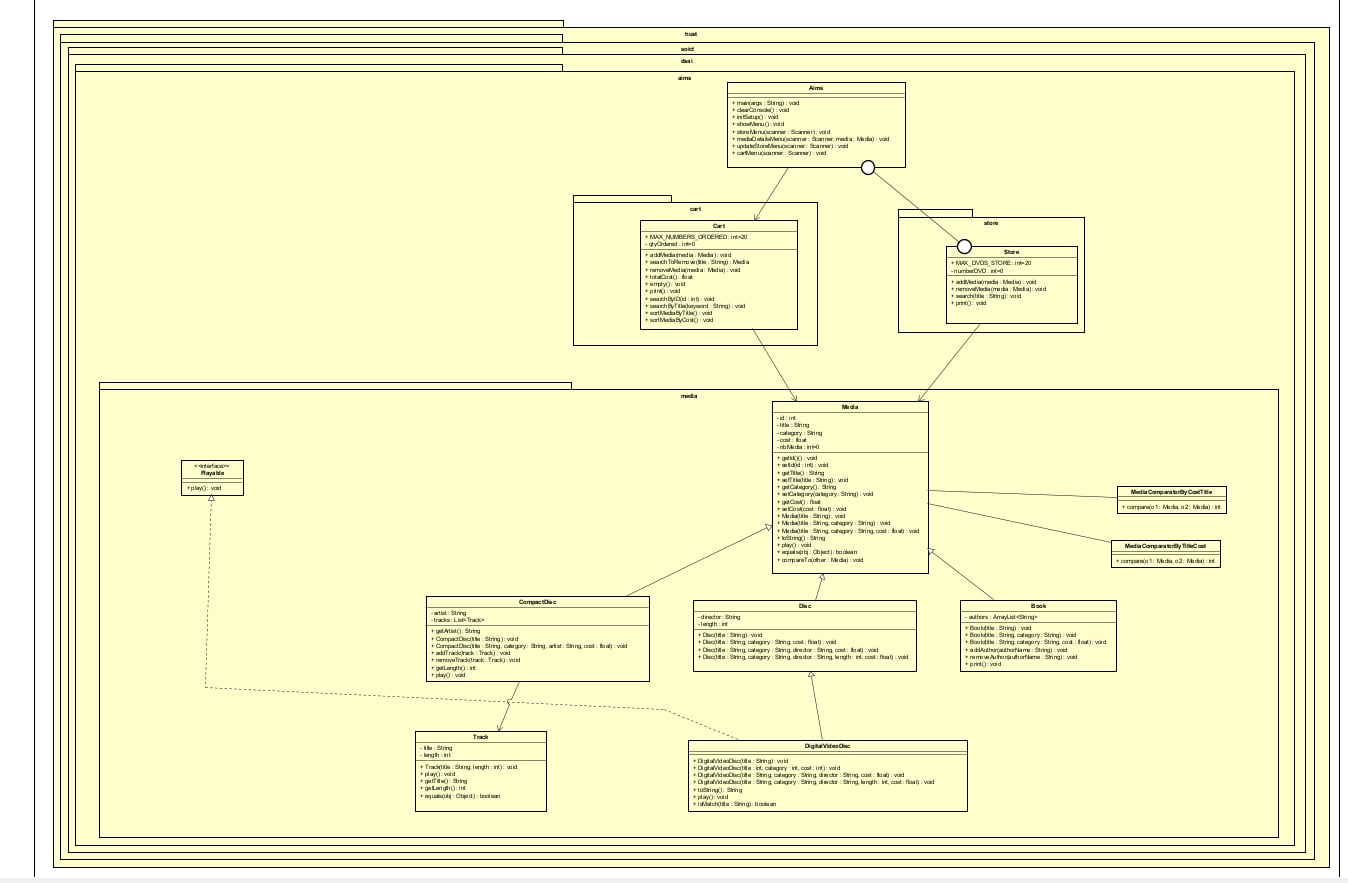 hust
soict
dsai
aims
Aims
+ main(args : String) : void
+ clearConsole() : void
+ initSetup() : void
+ showMenu() : void
+ storeMenu(scanner : Scanner) : void
+ mediaDetailsMenu(scanner : Scanner, media : Media) : void
+ updateStoreMenu(scanner : Scanner) : void
+ cartMenu(scanner : Scanner) : void
cart
Cart
+ MAX_NUMBERS_ORDERED : int=20
- qtyOrdered : int=0
+ addMedia(media : Media) : void
+ searchToRemove(title : String) : Media
+ removeMedia(media : Media) : void
+ totalCost() : float
+ empty() : void
+ print() : void
+ searchByID(id : int) : void
+ searchByTitle(keyword : String) : void
+ sortMediaByTitle() : void
+ sortMediaByCost() : void
store
Store
+ MAX_DVDS_STORE : int=20
- numberDVD : int=0
+ addMedia(media : Media) : void
+ removeMedia(media : Media) : void
+ search(title : String) : void
+ print() : void
media
Media
- id : int
- title : String
- category : String
- cost : float
- nbMedia : int=0
+ getId()() : void
+ setId(id : int) : void
+ getTitle() : String
+ setTitle(title : String) : void
+ getCategory() : String
+ setCategory(category : String) : void
+ getCost() : float
+ setCost(cost : float) : void
+ Media(title : String) : void
+ Media(title : String, category : String) : void
+ Media(title : String, category : String, cost : float) : void
+ toString() : String
+ play() : void
+ equals(obj : Object) : boolean
+ compareTo(other : Media) : void
<<interface>>
Playable
+ play() : void
MediaComparatorByCostTitle
+ compare(o1 : Media, o2 : Media) : int
MediaComparatorByTitleCost
+ compare(o1 : Media, o2 : Media) : int
CompactDisc
- artist : String
- tracks : List<Track>
+ getArtist() : String
+ CompactDisc(title : String) : void
+ CompactDisc(title : String, category : String, artist : String, cost : float) : void
+ addTrack(track : Track) : void
+ removeTrack(track : Track) : void
+ getLength() : int
+ play() : void
Disc
- director : String
- length : int
+ Disc(title : String) : void
+ Disc(title : String, category : String, cost : float) : void
+ Disc(title : String, category : String, director : String, cost : float) : void
+ Disc(title : String, category : String, director : String, length : int, cost : float) : void
Book
- authors : ArrayList<String>
+ Book(title : String) : void
+ Book(title : String, category : String) : void
+ Book(title : String, category : String, cost : float) : void
+ addAuthor(authorName : String) : void
+ removeAuthor(authorName : String) : void
+ print() : void
Track
- title : String
- length : int
+ Track(title : String, length : int) : void
+ play() : void
+ getTitle() : String
+ getLength() : int
+ equals(obj : Object) : boolean
DigitalVideoDisc
+ DigitalVideoDisc(title : String) : void
+ DigitalVideoDisc(title : int, category : int, cost : int) : void
+ DigitalVideoDisc(title : String, category : String, director : String, cost : float) : void
+ DigitalVideoDisc(title : String, category : String, director : String, length : int, cost : float) : void
+ toString() : String
+ play() : void
+ isMatch(title : String) : boolean